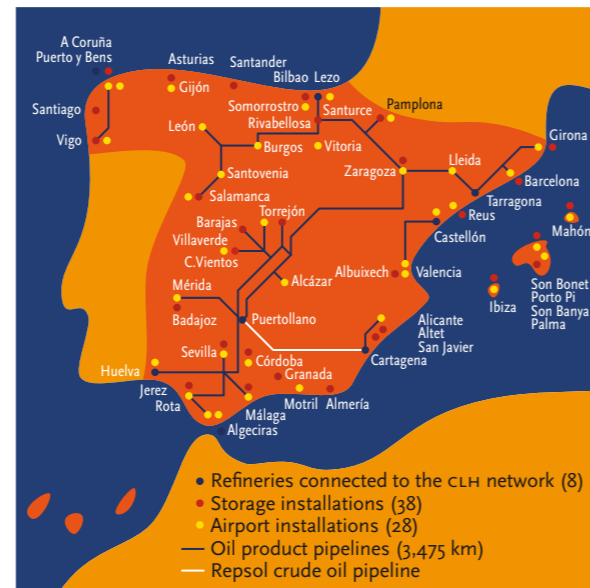 A Coruña
Puerto y Bens
Asturias
Gijón
Santander
Bilbao
Lezo
Somorrostro
Santurce
Pamplona
Santiago
Vigo
León
Rivabellosa
Burgos
Vitoria
Girona
Santovenia
Zaragoza
Lleida
Barcelona
Salamanca
Tarragona
Reus
Mahón
Barajas
Torrejón
Villaverde
C.Vientos
Castellón
Albuixech
Valencia
Alcázar
Mérida
Badajoz
Ibiza
Son Bonet
Porto Pi
Son Banya
Palma
Puertollano
Alicante
Altet
San Javier
Sevilla
Córdoba
Cartagena
Huelva
Granada
Jerez
Rota
Málaga
Motril
Almería
Algeciras
Refineries connected to the CLH network (8)
Storage installations (38)
Airport installations (28)
Oil product pipelines (3,475 km)
Repsol crude oil pipeline